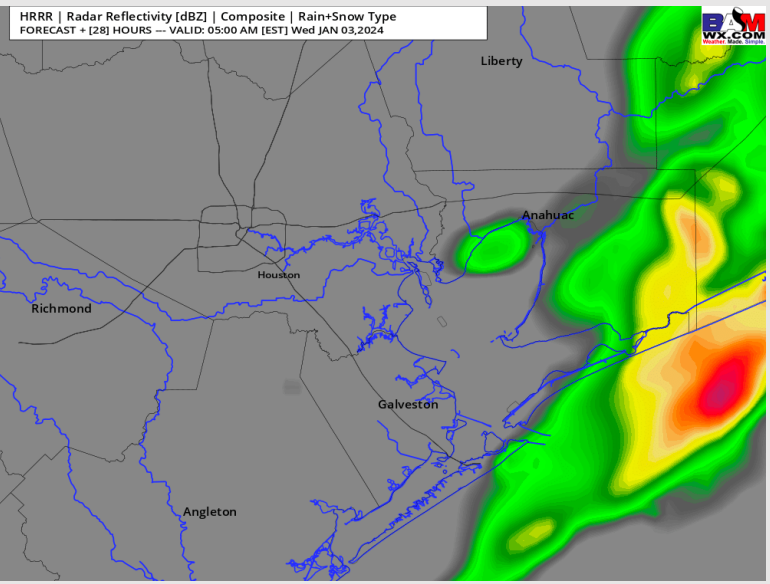 HRRR | Radar Reflectivity [dBZ] | Composite | Rain+Snow Type
FORECAST + [28] HOURS --- VALID: 05:00 AM [EST] Wed JAN 03,2024
BAM
WX.COM
Weather. Made. Simple.
Liberty
Anahuac
Houston
Richmond
Galveston
Angleton